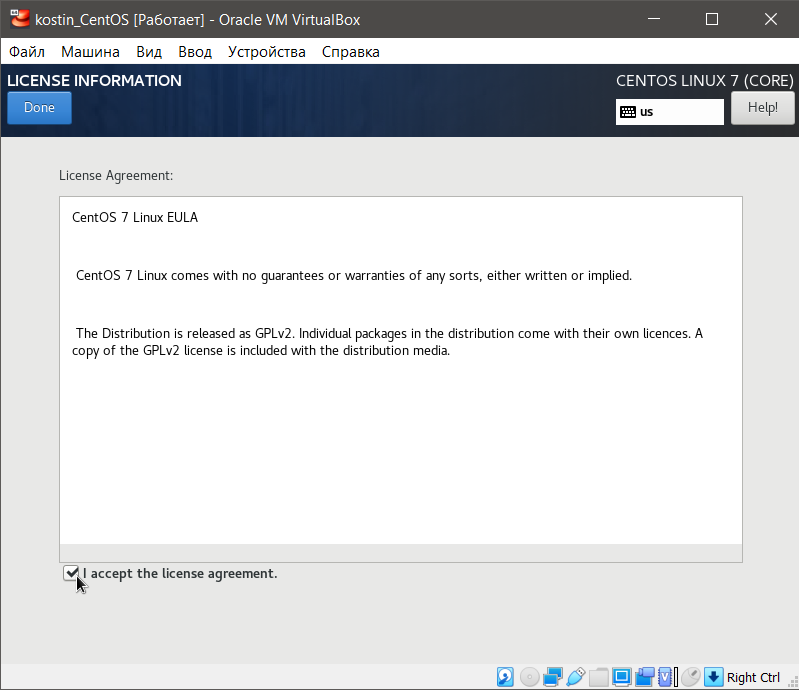 kostin_CentOS [Работает] - Oracle VM VirtualBox
Файл Машина Вид Ввод Устройства Справка
LICENSE INFORMATION
CENTOS LINUX 7 (CORE)
Done
us
Help!
License Agreement:
CentOS 7 Linux EULA
CentOS 7 Linux comes with no guarantees or warranties of any sorts, either written or implied.
The Distribution is released as GPLv2. Individual packages in the distribution come with their own licences. A
copy of the GPLv2 license is included with the distribution media.
I accept the license agreement.
Right Ctrl